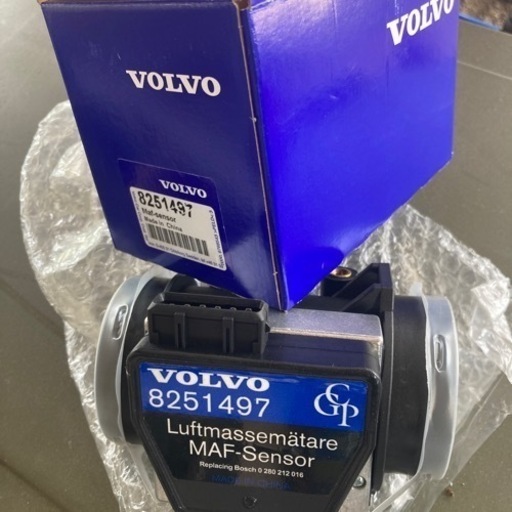 VOLVO
VOLVO
VOLVO
8251497
Maf-sensor
Made in China
VOLVO
8251497
CGP
Luftmassemätare
MAF-Sensor
Replacing Bosch 0 280 212 016